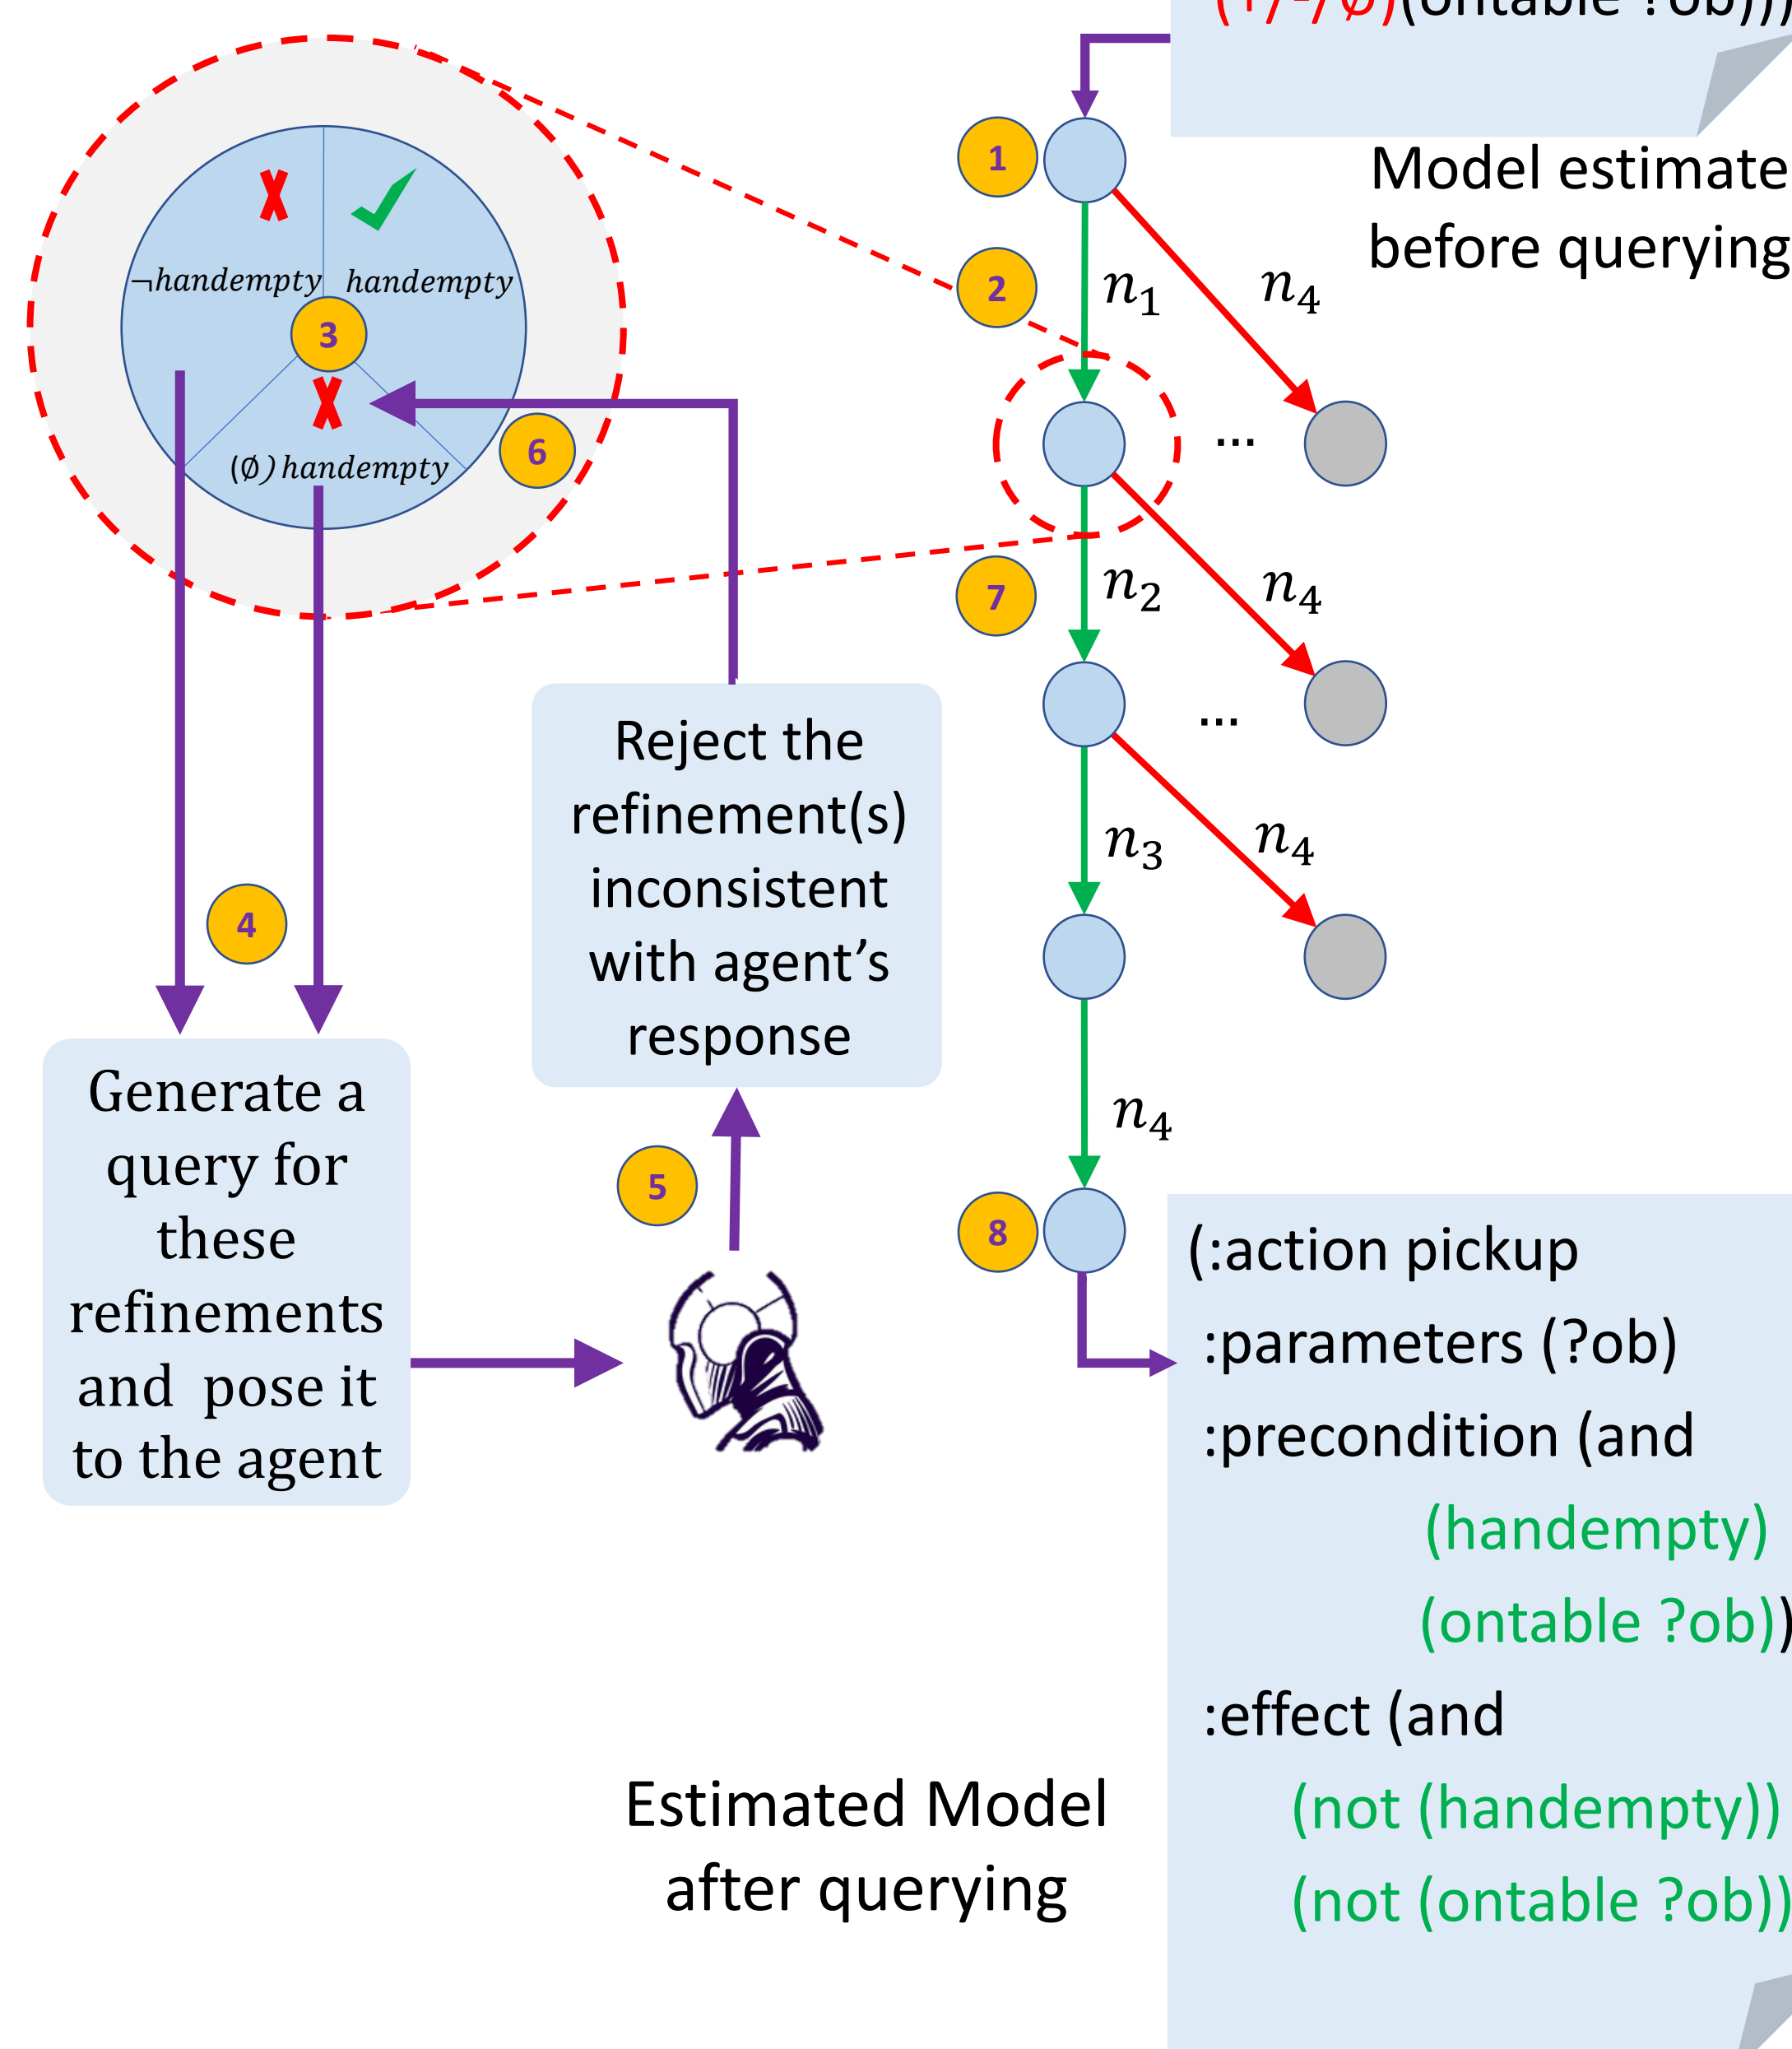 (+/-/∅)(ontable ?ob)))
Model estimate
before querying
1
2
n1
n4
¬handempty
handempty
3
(∅)handempty
6
...
7
n2
n4
...
Reject the
refinement(s)
inconsistent
with agent’s
response
n3
n4
4
n4
Generate a
query for
these
refinements
and pose it
to the agent
5
8
(:action pickup
:parameters (?ob)
:precondition (and
(handempty)
(ontable ?ob))
:effect (and
(not (handempty))
(not (ontable ?ob))
Estimated Model
after querying